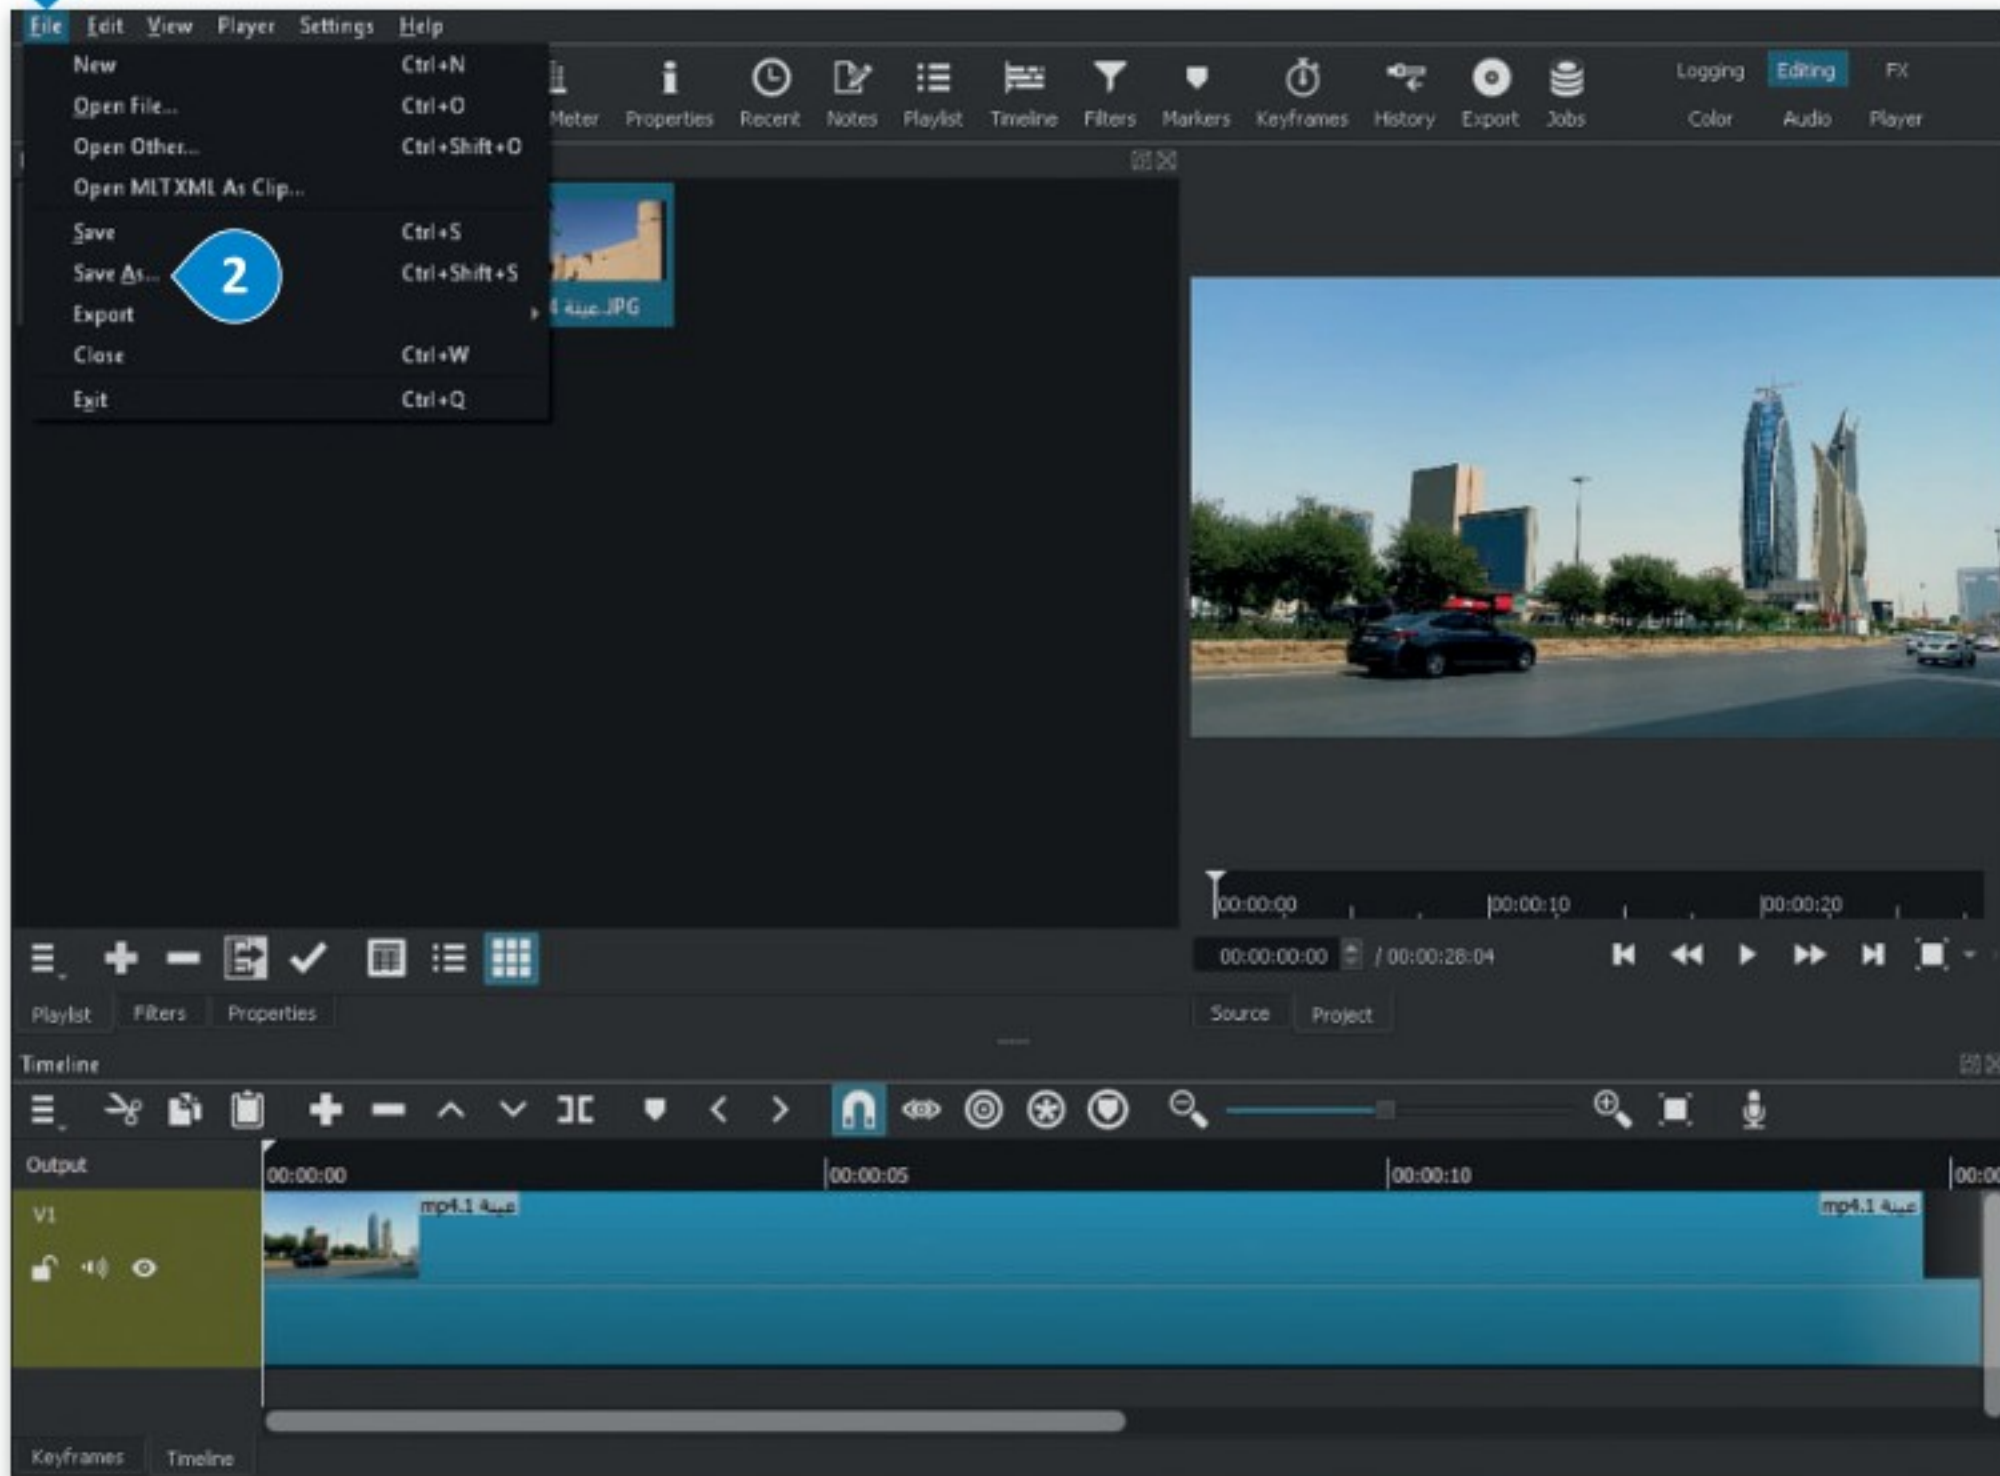 File Edit View Player Settings Help
New Ctrl+N
Open File... Ctrl+O
Open Other... Ctrl+Shift+O
Open MLT XML As Clip...
Save Ctrl+S
Save As... Ctrl+Shift+S
2
Export
Close Ctrl+W
Exit Ctrl+Q
Meter Properties Recent Notes Playlist Timeline Filters Markers Keyframes History Export Jobs
Logging Editing FX
Color Audio Player
عينة 4.JPG
00:00:00 00:00:10 00:00:20
00:00:00:00 / 00:00:28:04
Playlist Filters Properties
Source Project
Timeline
Output
00:00:00 00:00:05 00:00:10
V1
عينة 1.mp4 عينة 1.mp4
Keyframes Timeline